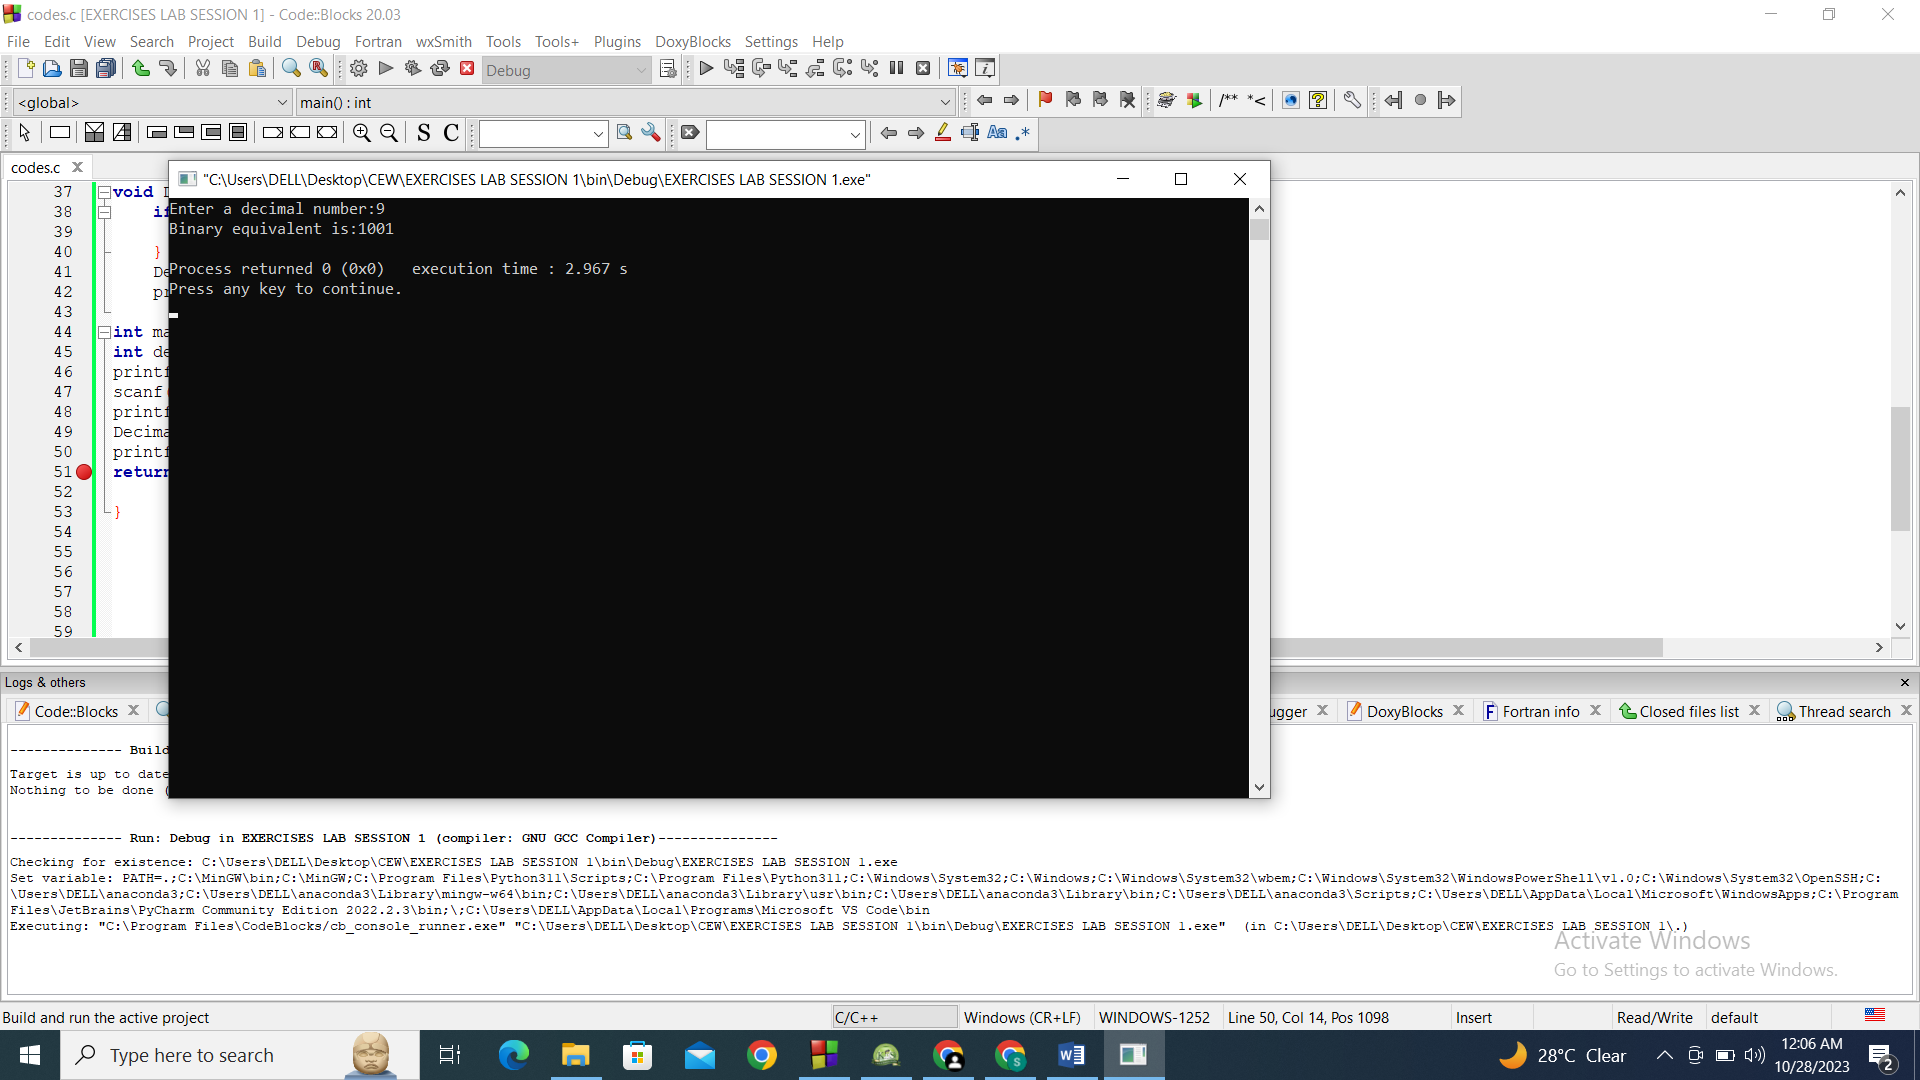 codes.c [EXERCISES LAB SESSION 1] - Code::Blocks 20.03
File Edit View Search Project Build Debug Fortran wxSmith Tools Tools+ Plugins DoxyBlocks Settings Help
Debug
<global> main() : int
/** *<
S C Aa .*
codes.c
"C:\Users\DELL\Desktop\CEW\EXERCISES LAB SESSION 1\bin\Debug\EXERCISES LAB SESSION 1.exe"
Enter a decimal number:9
Binary equivalent is:1001
Process returned 0 (0x0) execution time : 2.967 s
Press any key to continue.
37 void
38
39
40 }
41
42
43
44 int
45 int
46 print
47 scanf
48 print
49 Decim
50 print
51 return
52
53 }
54
55
56
57
58
59
Logs & others
Code::Blocks DoxyBlocks Fortran info Closed files list Thread search
-------------- Build
Target is up to date
Nothing to be done (
-------------- Run: Debug in EXERCISES LAB SESSION 1 (compiler: GNU GCC Compiler)---------------
Checking for existence: C:\Users\DELL\Desktop\CEW\EXERCISES LAB SESSION 1\bin\Debug\EXERCISES LAB SESSION 1.exe
Set variable: PATH=.;C:\MinGW\bin;C:\MinGW;C:\Program Files\Python311\Scripts;C:\Program Files\Python311;C:\Windows\System32;C:\Windows;C:\Windows\System32\wbem;C:\Windows\System32\WindowsPowerShell\v1.0;C:\Windows\System32\OpenSSH;C:
\Users\DELL\anaconda3;C:\Users\DELL\anaconda3\Library\mingw-w64\bin;C:\Users\DELL\anaconda3\Library\usr\bin;C:\Users\DELL\anaconda3\Library\bin;C:\Users\DELL\anaconda3\Scripts;C:\Users\DELL\AppData\Local\Microsoft\WindowsApps;C:\Program
Files\JetBrains\PyCharm Community Edition 2022.2.3\bin;\;C:\Users\DELL\AppData\Local\Programs\Microsoft VS Code\bin
Executing: "C:\Program Files\CodeBlocks/cb_console_runner.exe" "C:\Users\DELL\Desktop\CEW\EXERCISES LAB SESSION 1\bin\Debug\EXERCISES LAB SESSION 1.exe" (in C:\Users\DELL\Desktop\CEW\EXERCISES LAB SESSION 1\.)
Activate Windows
Go to Settings to activate Windows.
Build and run the active project C/C++ Windows (CR+LF) WINDOWS-1252 Line 50, Col 14, Pos 1098 Insert Read/Write default
Type here to search 28°C Clear 12:06 AM
10/28/2023 2